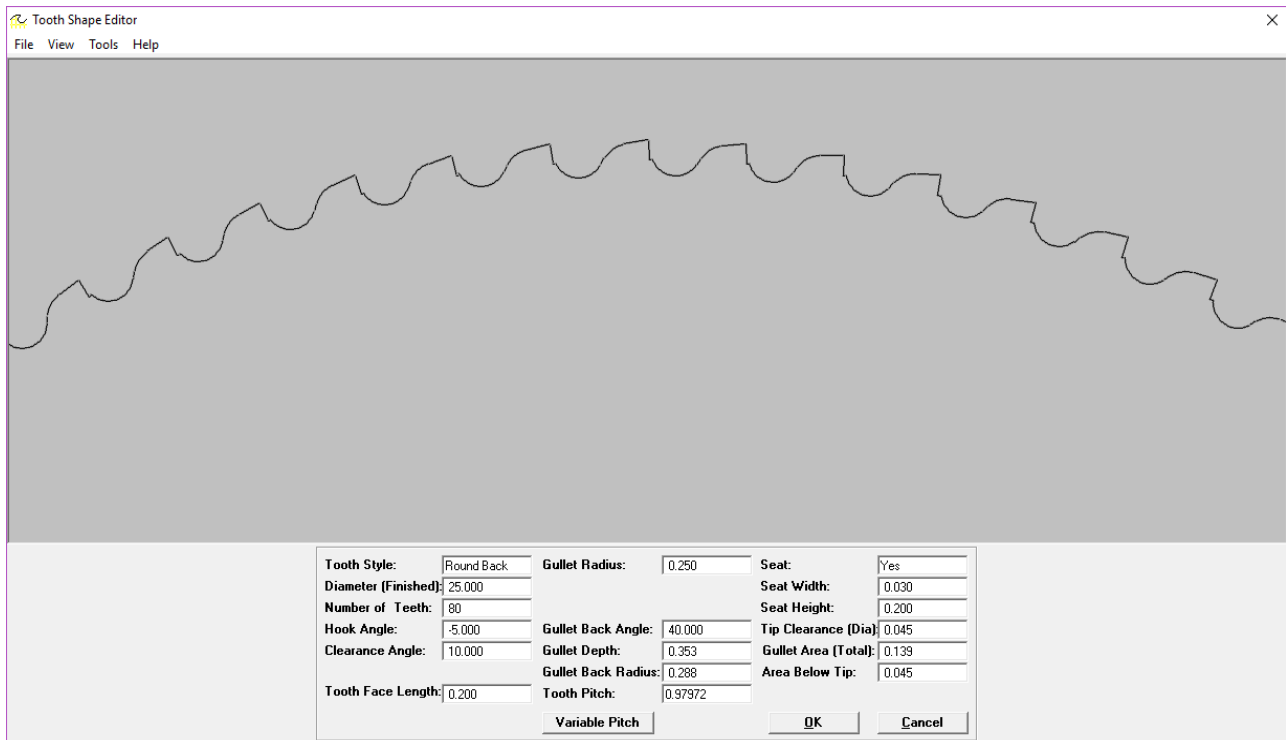 Tooth Shape Editor
File View Tools Help
Tooth Style: Round Back Gullet Radius: 0.250 Seat: Yes
Diameter (Finished): 25.000 Seat Width: 0.030
Number of Teeth: 80 Seat Height: 0.200
Hook Angle: -5.000 Gullet Back Angle: 40.000 Tip Clearance (Dia): 0.045
Clearance Angle: 10.000 Gullet Depth: 0.353 Gullet Area (Total): 0.139
Gullet Back Radius: 0.288 Area Below Tip: 0.045
Tooth Face Length: 0.200 Tooth Pitch: 0.97972
Variable Pitch OK Cancel